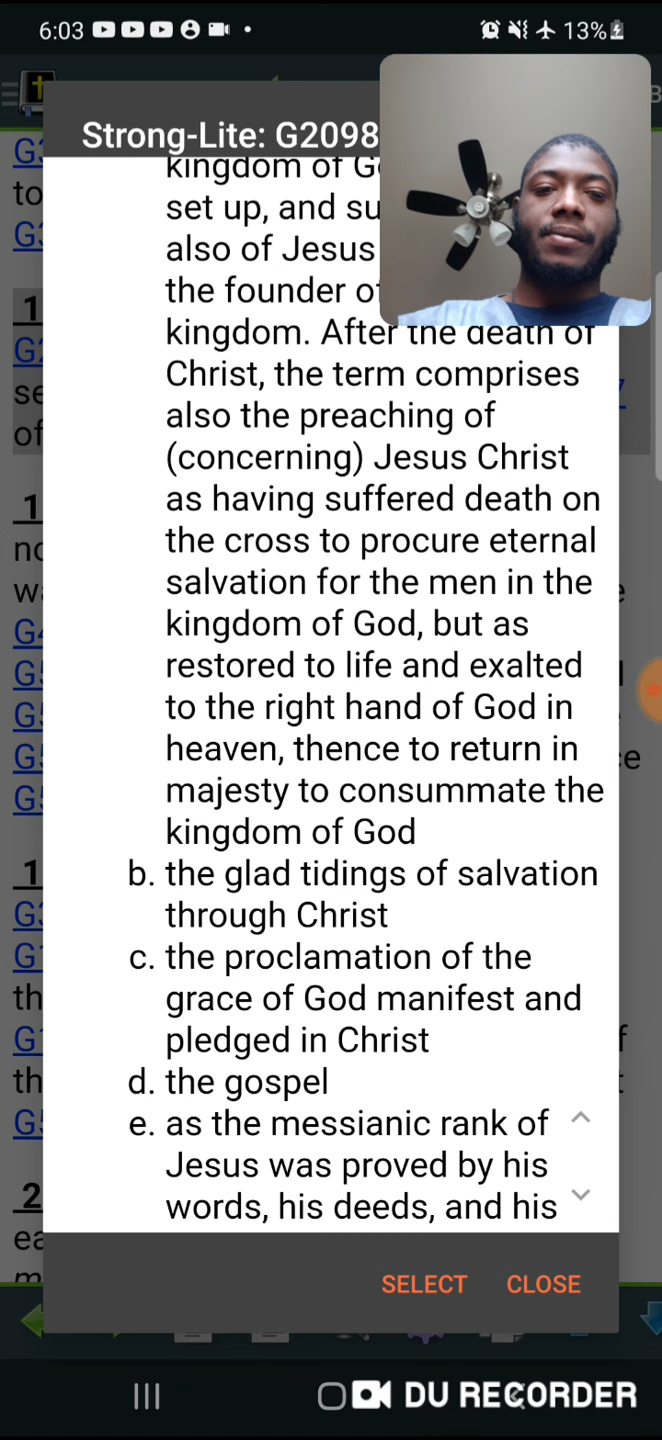 6:03
13%
Strong-Lite: G2098
kingdom of
set up, and
also of Jesus
the founder
kingdom. After the death of
Christ, the term comprises
also the preaching of
(concerning) Jesus Christ
as having suffered death on
the cross to procure eternal
salvation for the men in the
kingdom of God, but as
restored to life and exalted
to the right hand of God in
heaven, thence to return in
majesty to consummate the
kingdom of God
b. the glad tidings of salvation
through Christ
c. the proclamation of the
grace of God manifest and
pledged in Christ
d. the gospel
e. as the messianic rank of
Jesus was proved by his
words, his deeds, and his
SELECT CLOSE
DU RECORDER